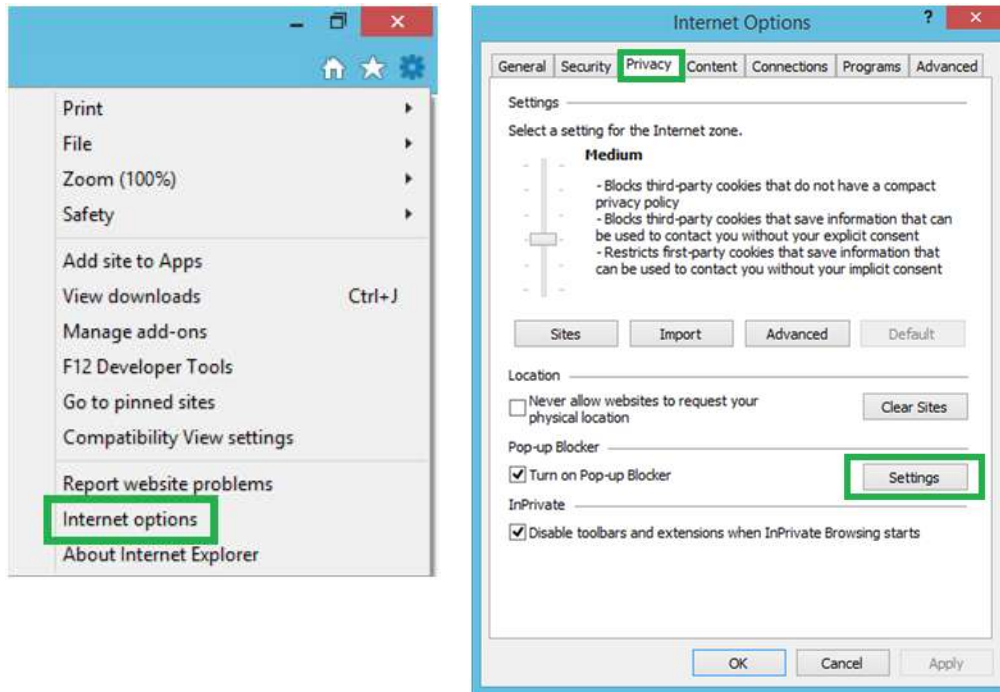 Print
File
Zoom (100%)
Safety
Add site to Apps
View downloads Ctrl+J
Manage add-ons
F12 Developer Tools
Go to pinned sites
Compatibility View settings
Report website problems
Internet options
About Internet Explorer
Internet Options ?
General Security Privacy Content Connections Programs Advanced
Settings
Select a setting for the Internet zone.
Medium
- Blocks third-party cookies that do not have a compact
privacy policy
- Blocks third-party cookies that save information that can
be used to contact you without your explicit consent
- Restricts first-party cookies that save information that
can be used to contact you without your implicit consent
Sites Import Advanced Default
Location
Never allow websites to request your
physical location
Clear Sites
Pop-up Blocker
Turn on Pop-up Blocker Settings
InPrivate
Disable toolbars and extensions when InPrivate Browsing starts
OK Cancel Apply